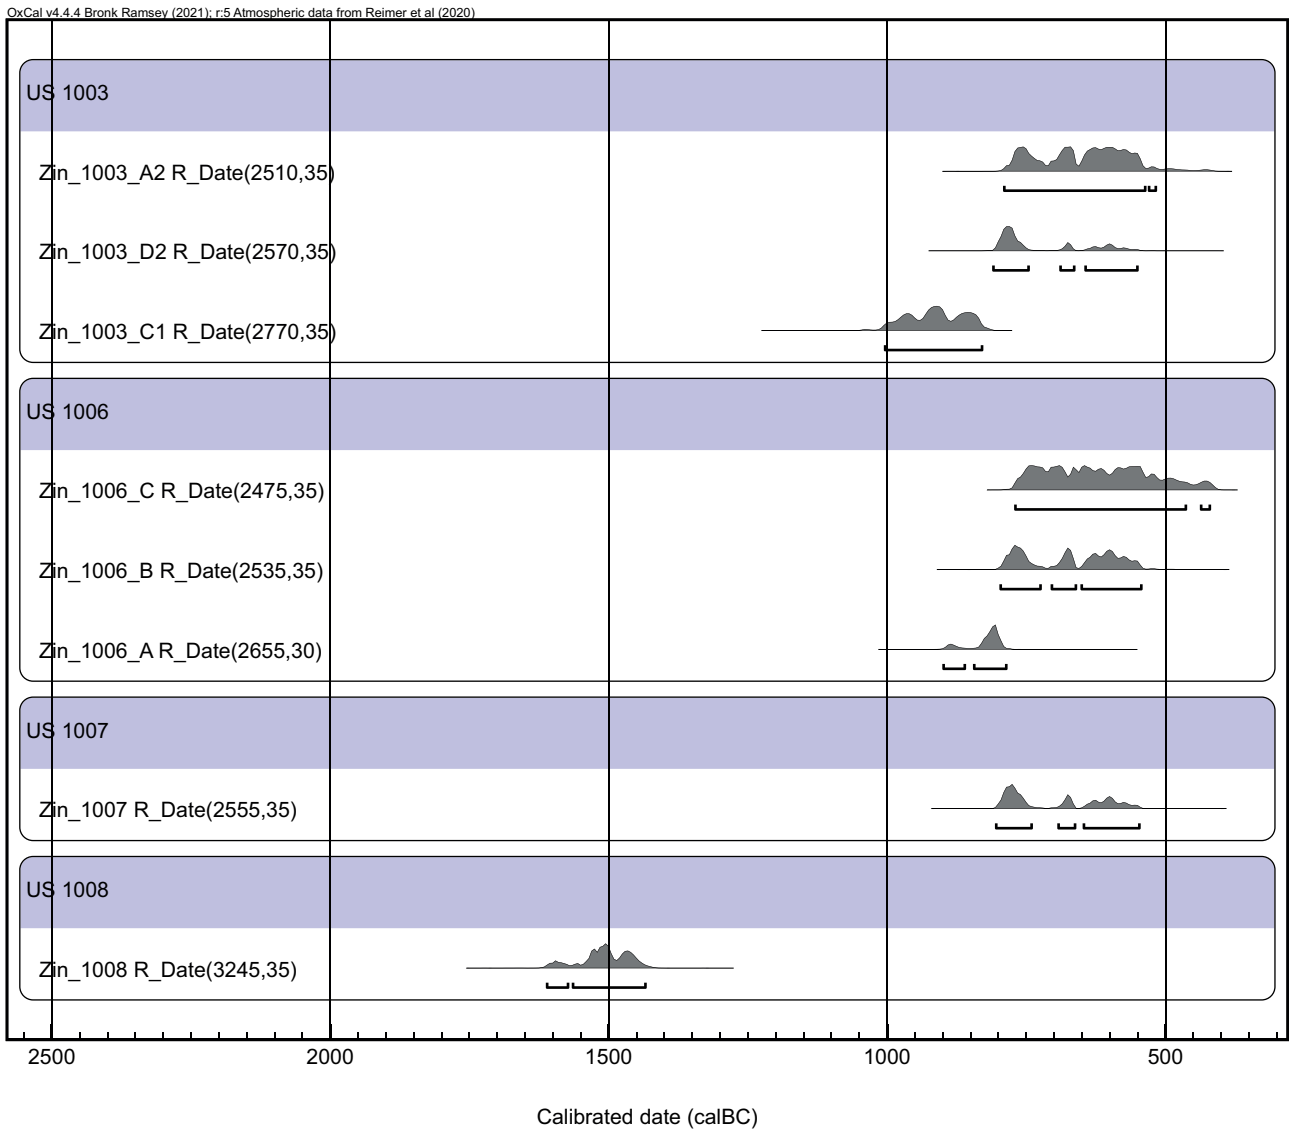 OxCal v4.4.4 Bronk Ramsey (2021); r:5 Atmospheric data from Reimer et al (2020)
US 1003
Zin_1003_A2 R_Date(2510,35)
Zin_1003_D2 R_Date(2570,35)
Zin_1003_C1 R_Date(2770,35)
US 1006
Zin_1006_C R_Date(2475,35)
Zin_1006_B R_Date(2535,35)
Zin_1006_A R_Date(2655,30)
US 1007
Zin_1007 R_Date(2555,35)
US 1008
Zin_1008 R_Date(3245,35)
2500 2000 1500 1000 500
Calibrated date (calBC)